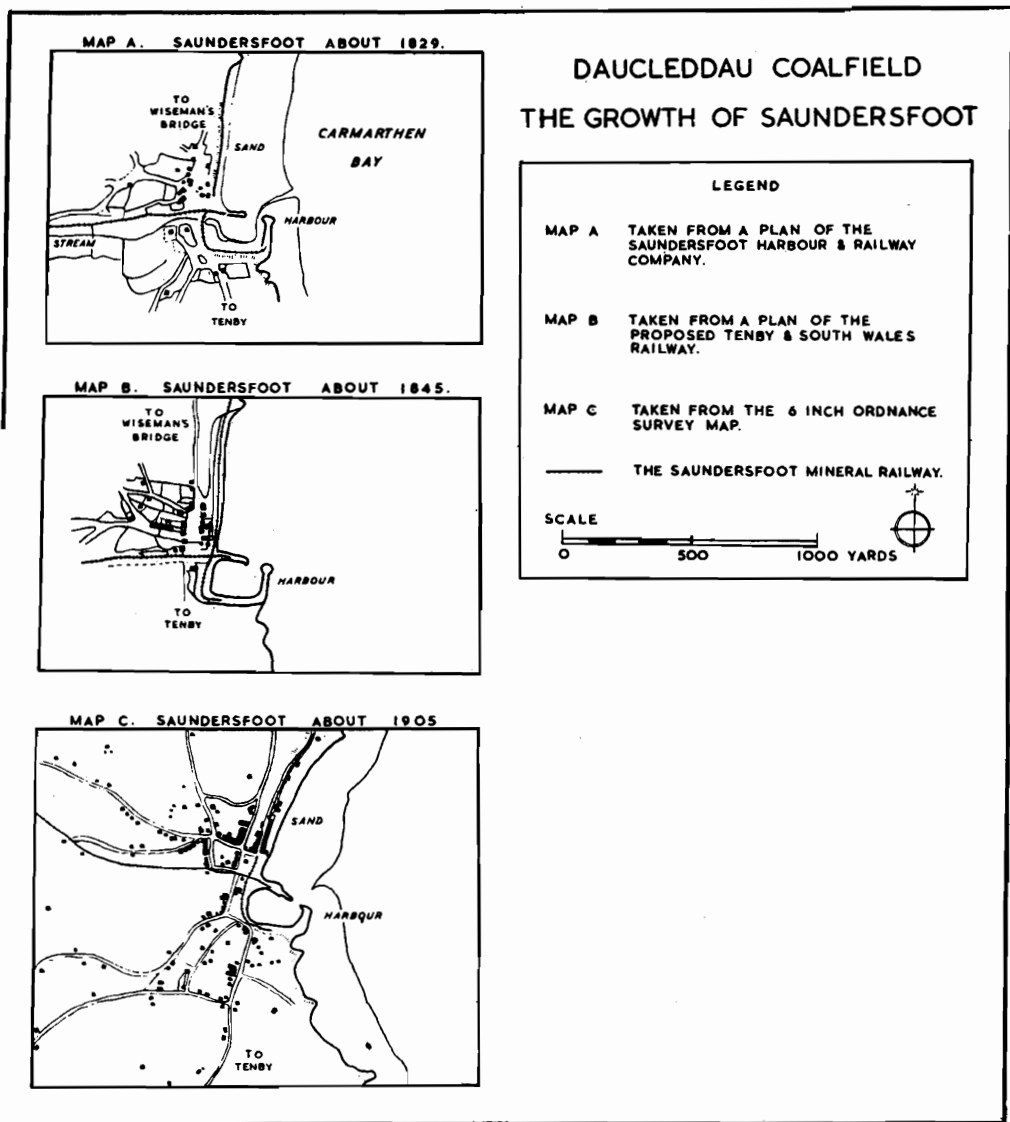 MAP A. SAUNDERSFOOT ABOUT 1829.
TO
WISEMAN'S
BRIDGE
SAND
CARMARTHEN
BAY
HARBOUR
STREAM
TO
TENBY
MAP B. SAUNDERSFOOT ABOUT 1845.
TO
WISEMAN'S
BRIDGE
HARBOUR
TO
TENBY
MAP C. SAUNDERSFOOT ABOUT 1905
SAND
HARBOUR
TO
TENBY
DAUCLEDDAU COALFIELD
THE GROWTH OF SAUNDERSFOOT
LEGEND
MAP A TAKEN FROM A PLAN OF THE
SAUNDERSFOOT HARBOUR & RAILWAY
COMPANY.
MAP B TAKEN FROM A PLAN OF THE
PROPOSED TENBY & SOUTH WALES
RAILWAY.
MAP C TAKEN FROM THE 6 INCH ORDNANCE
SURVEY MAP.
THE SAUNDERSFOOT MINERAL RAILWAY.
SCALE
0 500 1000 YARDS